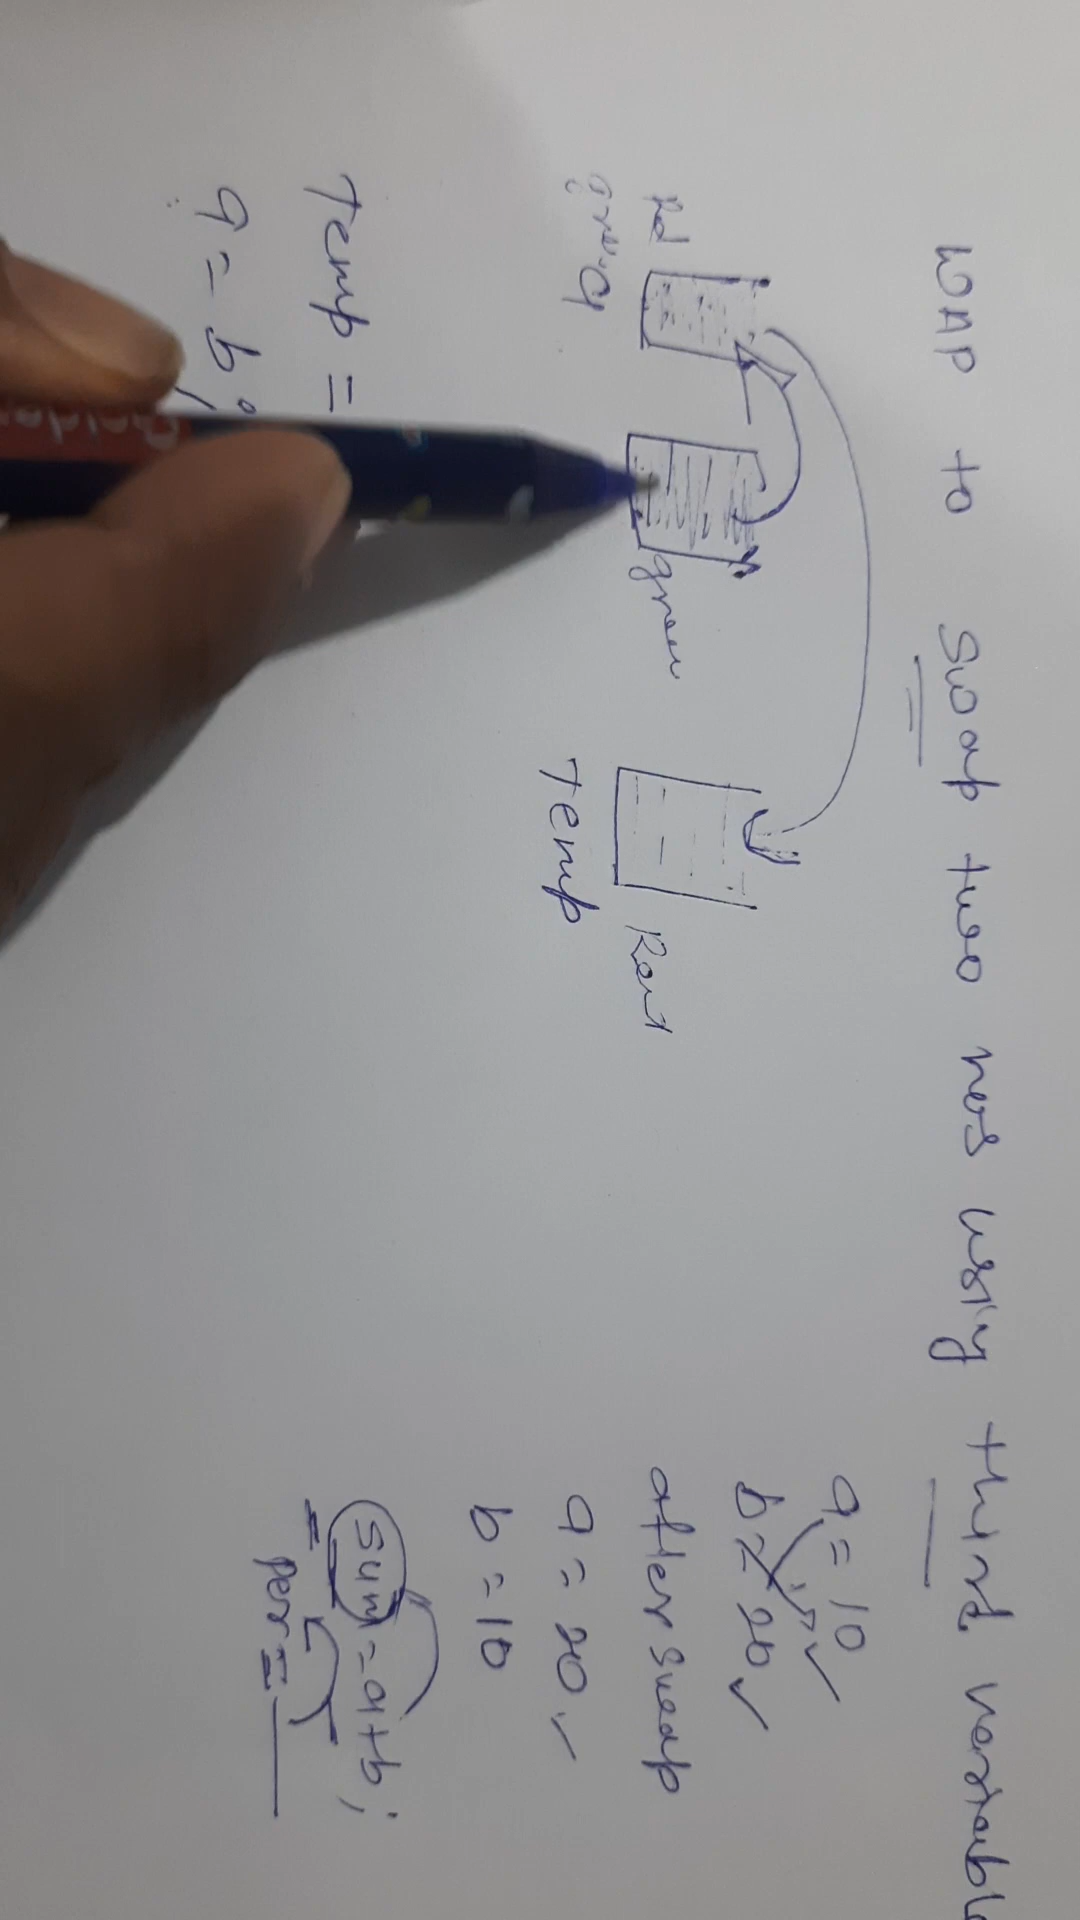 WAP to swap two nos using third variable
a = 10
b = 20
after swap
a = 20
b = 10
sum = a+b;
per =
Red
green
green
Red
Temp
Temp =
a = b;